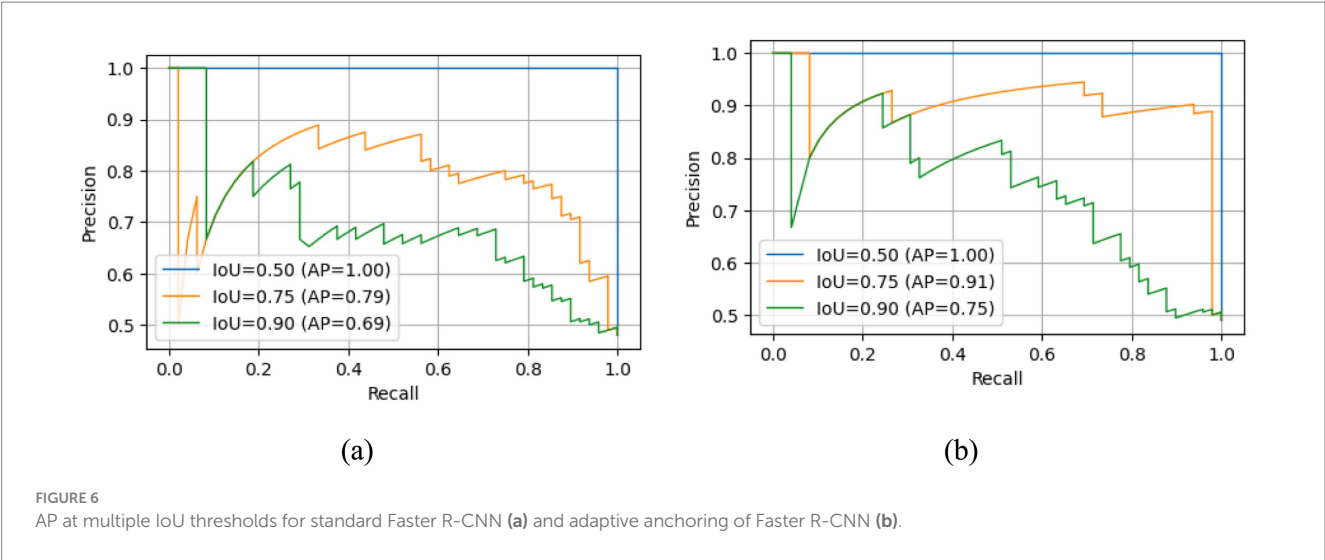 1.0
0.9
0.8
0.7
0.6
0.5
Precision
IoU=0.50 (AP=1.00)
IoU=0.75 (AP=0.79)
IoU=0.90 (AP=0.69)
0.0 0.2 0.4 0.6 0.8 1.0
Recall
(a)
1.0
0.9
0.8
0.7
0.6
0.5
Precision
IoU=0.50 (AP=1.00)
IoU=0.75 (AP=0.91)
IoU=0.90 (AP=0.75)
0.0 0.2 0.4 0.6 0.8 1.0
Recall
(b)
FIGURE 6
AP at multiple IoU thresholds for standard Faster R-CNN (a) and adaptive anchoring of Faster R-CNN (b).